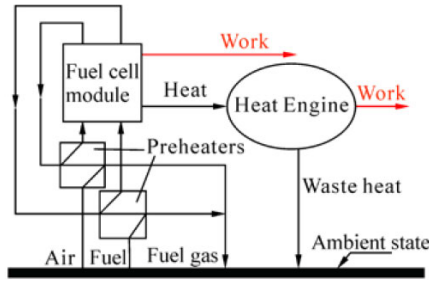 Work
Fuel cell
module
Heat
Heat Engine
Work
Preheaters
Waste heat
Ambient state
Air
Fuel
Fuel gas